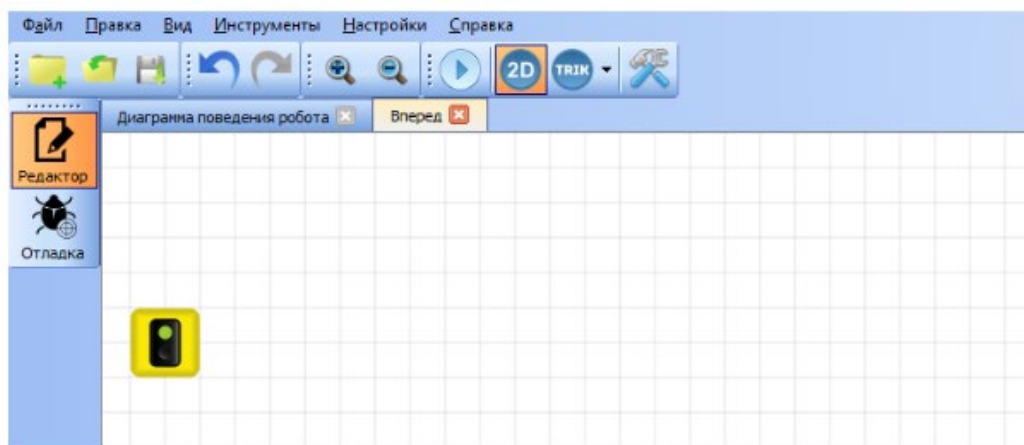 Файл Правка Вид Инструменты Настройки Справка
2D TRIK
Диаграмма поведения робота Вперед
Редактор
Отладка